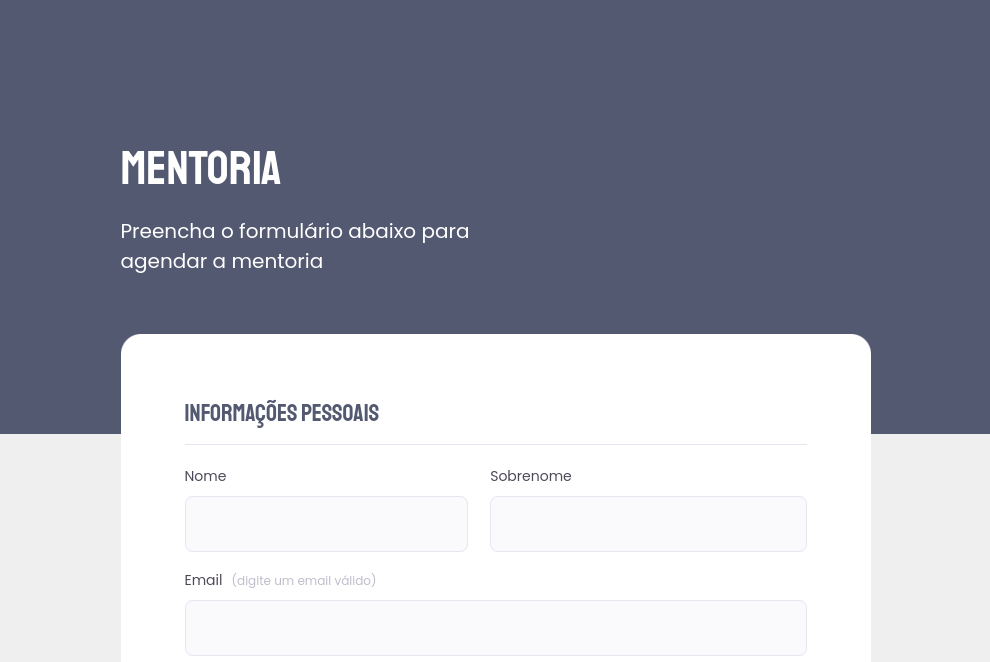 MENTORIA
Preencha o formulário abaixo para
agendar a mentoria
INFORMAÇÕES PESSOAIS
Nome
Sobrenome
Email (digite um email válido)